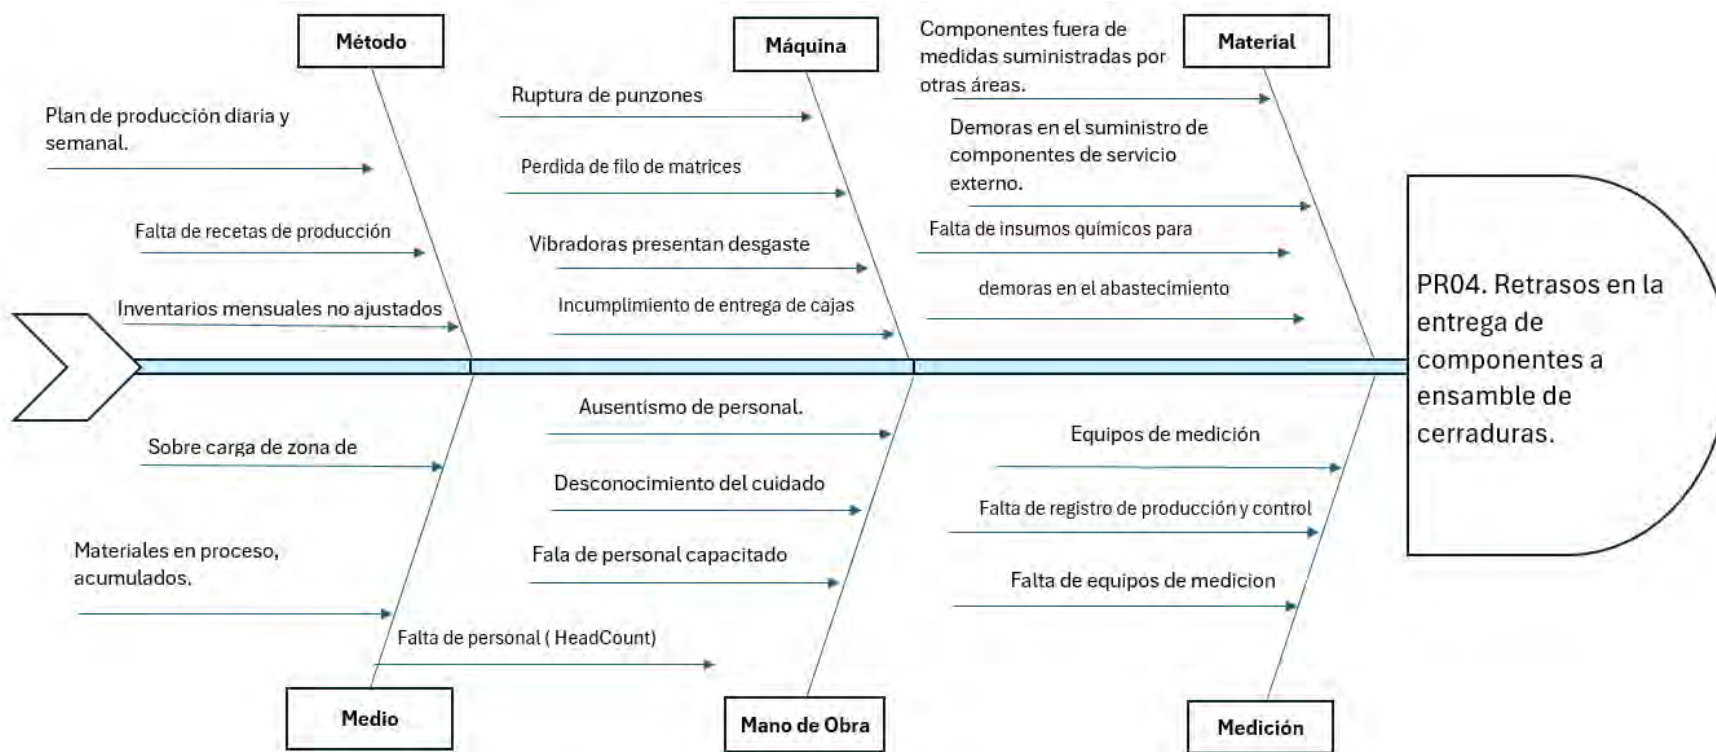 Método
Máquina
Material
Plan de producción diaria y
semanal.
Falta de recetas de producción
Inventarios mensuales no ajustados
Ruptura de punzones
Perdida de filo de matrices
Vibradoras presentan desgaste
Incumplimiento de entrega de cajas
Componentes fuera de
medidas suministradas por
otras áreas.
Demoras en el suministro de
componentes de servicio
externo.
Falta de insumos químicos para
demoras en el abastecimiento
PR04. Retrasos en la
entrega de
componentes a
ensamble de
cerraduras.
Sobre carga de zona de
Materiales en proceso,
acumulados.
Ausentismo de personal.
Desconocimiento del cuidado
Fala de personal capacitado
Falta de personal ( HeadCount)
Equipos de medición
Falta de registro de producción y control
Falta de equipos de medicion
Medio
Mano de Obra
Medición